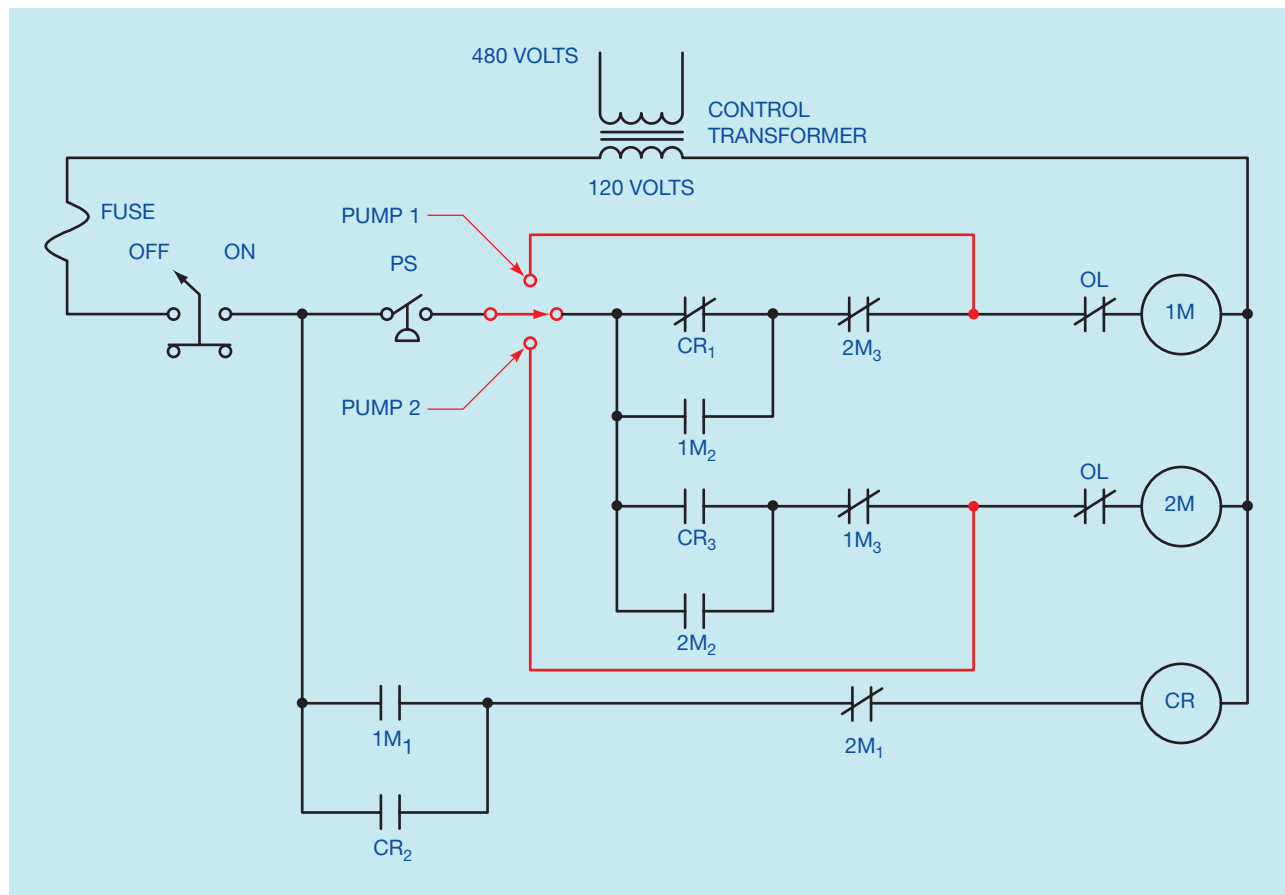 480 VOLTS
CONTROL
TRANSFORMER
120 VOLTS
FUSE
PUMP 1
OFF
ON
PS
OL
1M
CR1
2M3
PUMP 2
1M2
OL
2M
CR3
1M3
2M2
CR
1M1
2M1
CR2